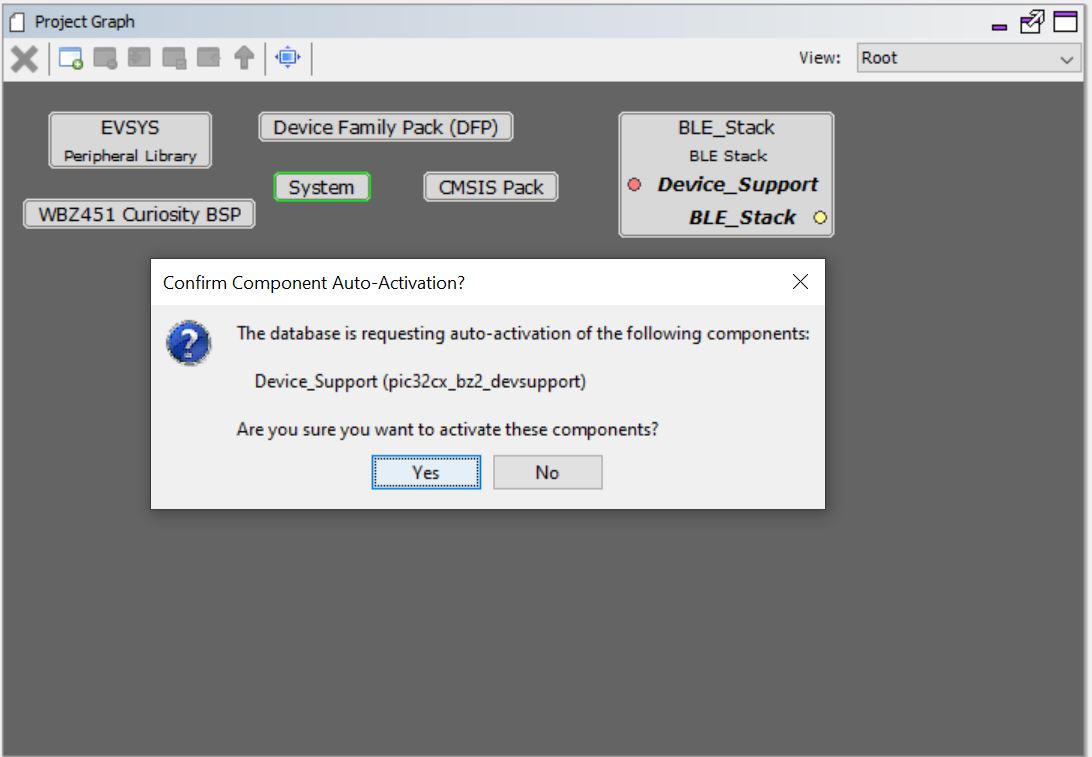 Project Graph
View: Root
EVSYS
Peripheral Library
Device Family Pack (DFP)
BLE_Stack
BLE Stack
Device_Support
BLE_Stack
System
CMSIS Pack
WBZ451 Curiosity BSP
Confirm Component Auto-Activation?
The database is requesting auto-activation of the following components:
Device_Support (pic32cx_bz2_devsupport)
Are you sure you want to activate these components?
Yes
No